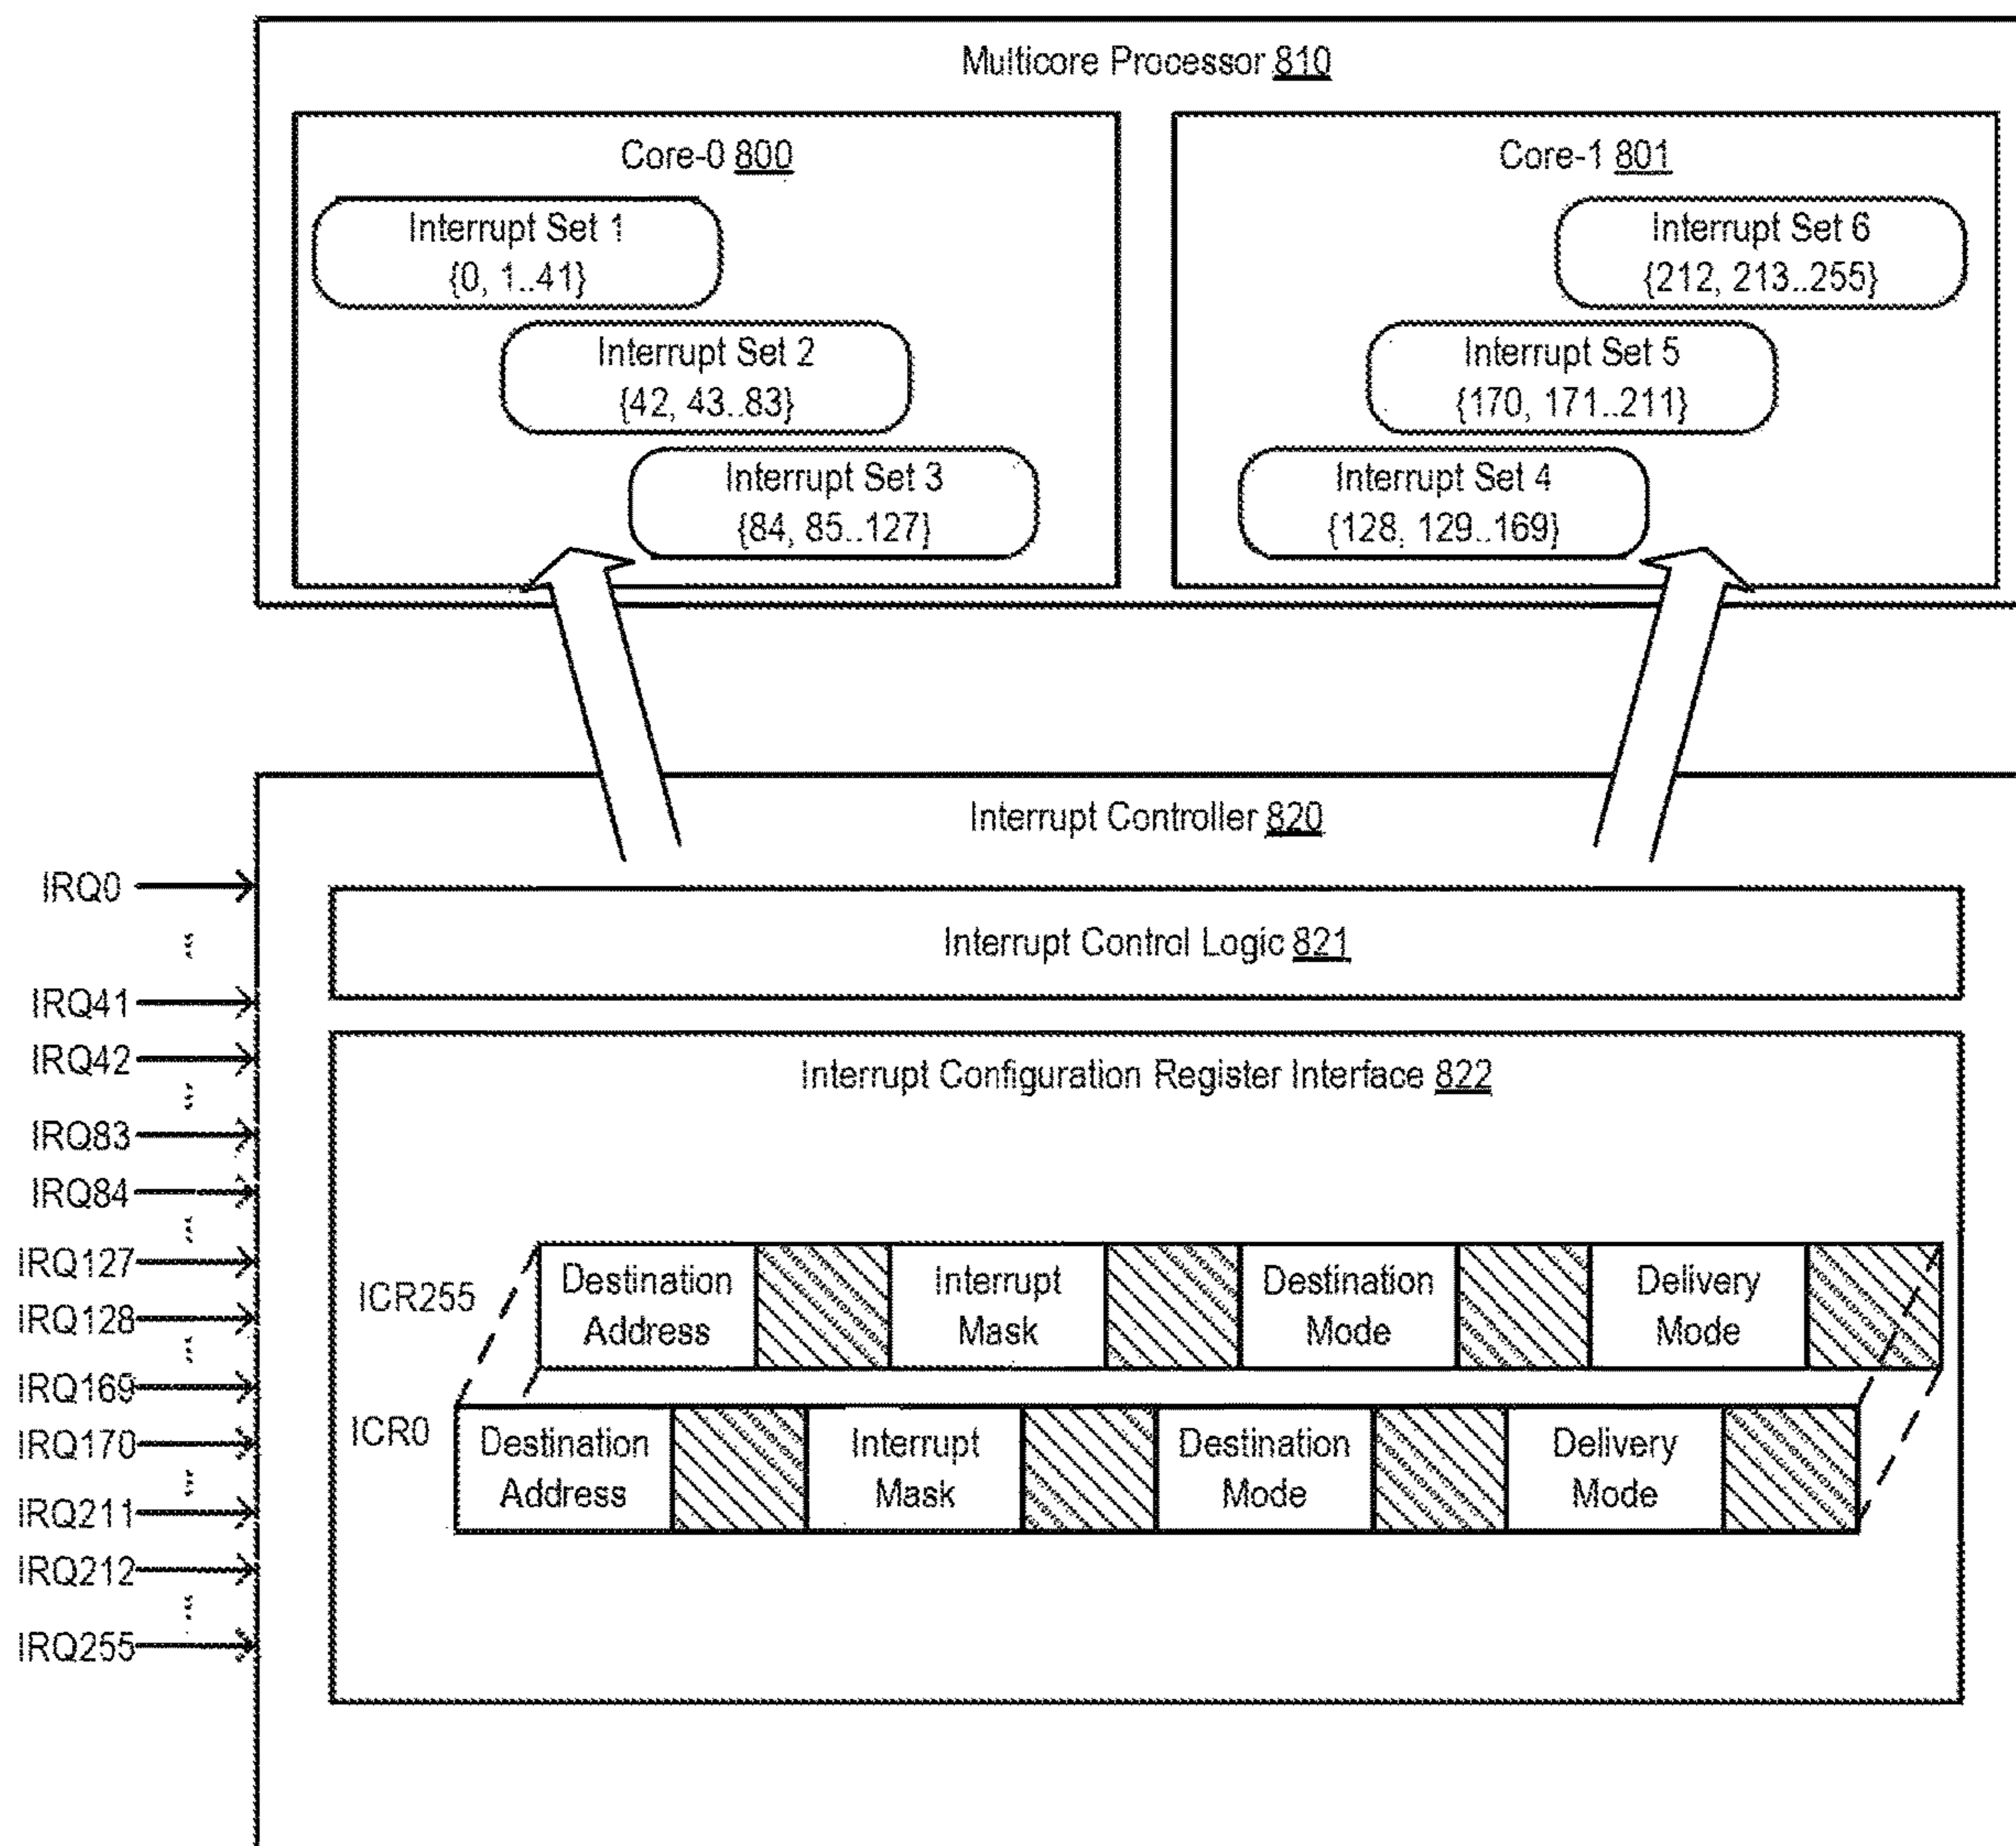 Multicore Processor 810
Core-0 800
Interrupt Set 1
{0, 1..41}
Interrupt Set 2
{42, 43..83}
Interrupt Set 3
{84, 85..127}
Core-1 801
Interrupt Set 6
{212, 213..255}
Interrupt Set 5
{170, 171..211}
Interrupt Set 4
{128, 129..169}
Interrupt Controller 820
Interrupt Control Logic 821
Interrupt Configuration Register Interface 822
IRQ0
...
IRQ41
IRQ42
...
IRQ83
IRQ84
...
IRQ127
IRQ128
...
IRQ169
IRQ170
...
IRQ211
IRQ212
...
IRQ255
ICR255
Destination
Address
Interrupt
Mask
Destination
Mode
Delivery
Mode
ICR0
Destination
Address
Interrupt
Mask
Destination
Mode
Delivery
Mode